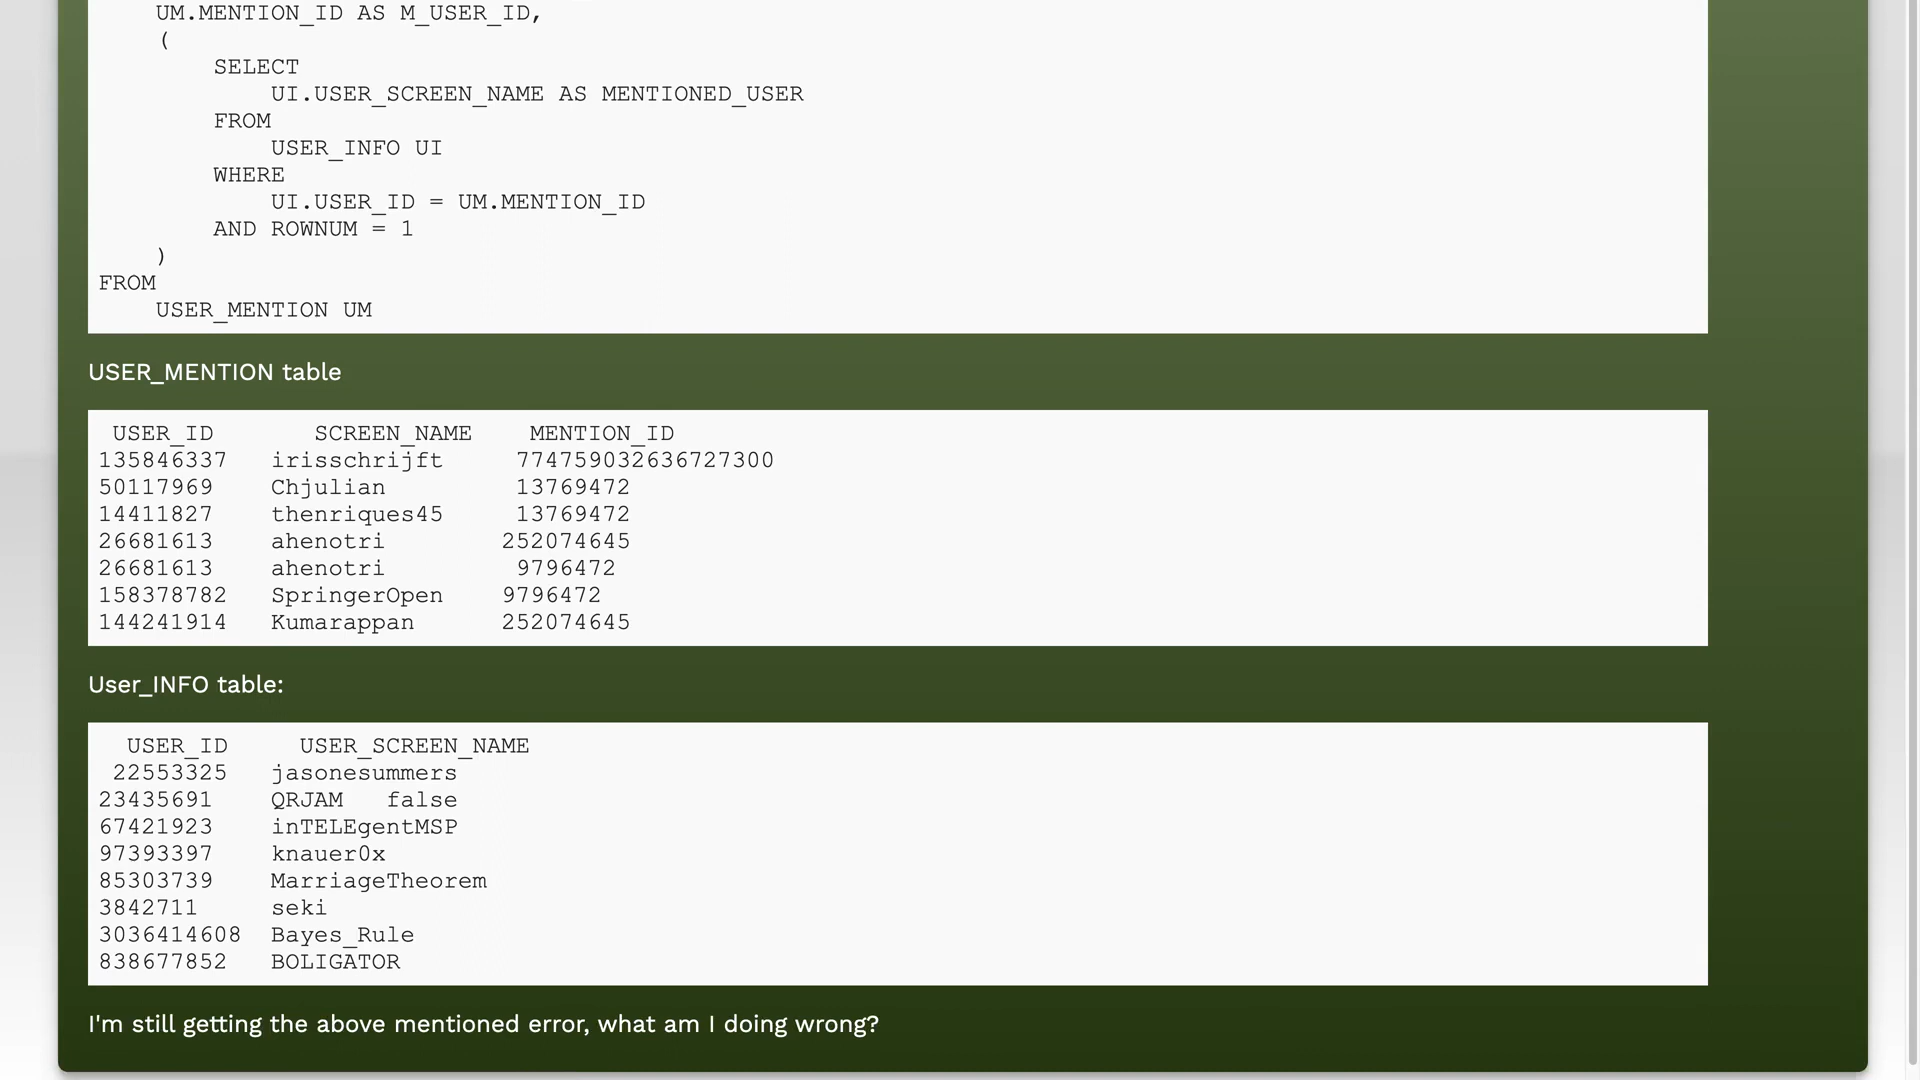 UM.MENTION_ID AS M_USER_ID,
(
SELECT
UI.USER_SCREEN_NAME AS MENTIONED_USER
FROM
USER_INFO UI
WHERE
UI.USER_ID = UM.MENTION_ID
AND ROWNUM = 1
)
FROM
USER_MENTION UM
USER_MENTION table
USER_ID SCREEN_NAME MENTION_ID
135846337 irisschrijft 774759032636727300
50117969 Chjulian 13769472
14411827 thenriques45 13769472
26681613 ahenotri 252074645
26681613 ahenotri 9796472
158378782 SpringerOpen 9796472
144241914 Kumarappan 252074645
User_INFO table:
USER_ID USER_SCREEN_NAME
22553325 jasonesummers
23435691 QRJAM false
67421923 inTELEgentMSP
97393397 knauer0x
85303739 MarriageTheorem
3842711 seki
3036414608 Bayes_Rule
838677852 BOLIGATOR
I'm still getting the above mentioned error, what am I doing wrong?